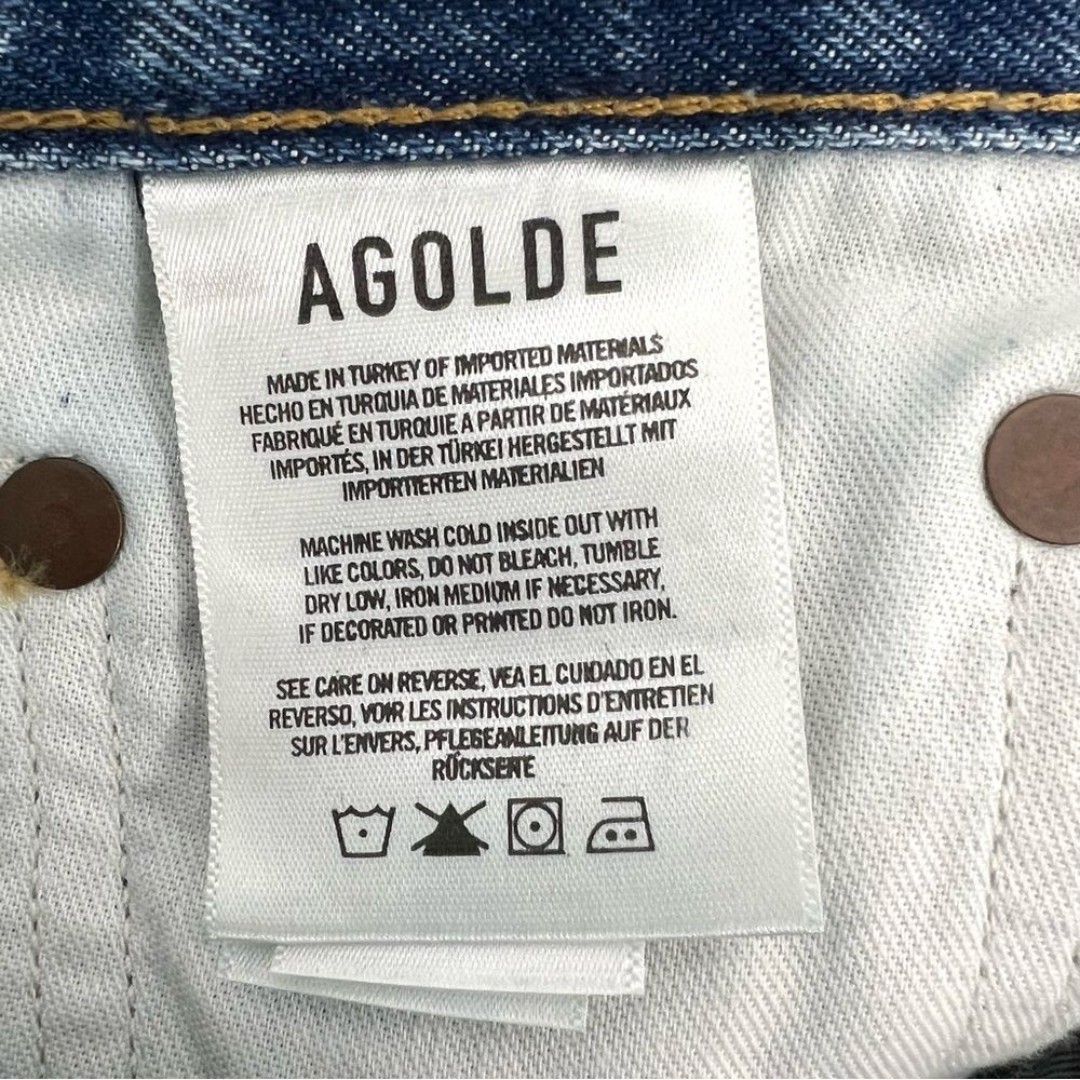 AGOLDE
MADE IN TURKEY OF IMPORTED MATERIALS
HECHO EN TURQUIA DE MATERIALES IMPORTADOS
FABRIQUÉ EN TURQUIE A PARTIR DE MATÉRIAUX
IMPORTÉS, IN DER TÜRKEI HERGESTELLT MIT
IMPORTIERTEN MATERIALIEN
MACHINE WASH COLD INSIDE OUT WITH
LIKE COLORS, DO NOT BLEACH, TUMBLE
DRY LOW, IRON MEDIUM IF NECESSARY,
IF DECORATED OR PRINTED DO NOT IRON.
SEE CARE ON REVERSE, VEA EL CUIDADO EN EL
REVERSO, VOIR LES INSTRUCTIONS D'ENTRETIEN
SUR L'ENVERS, PFLEGEANLEITUNG AUF DER
RÜCKSEITE